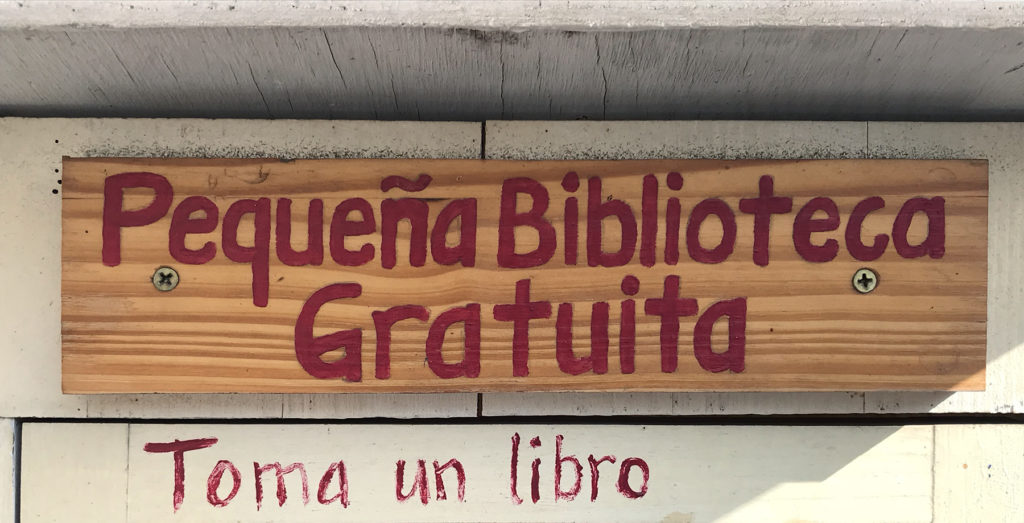 Pequeña Biblioteca
Gratuita
Toma un libro